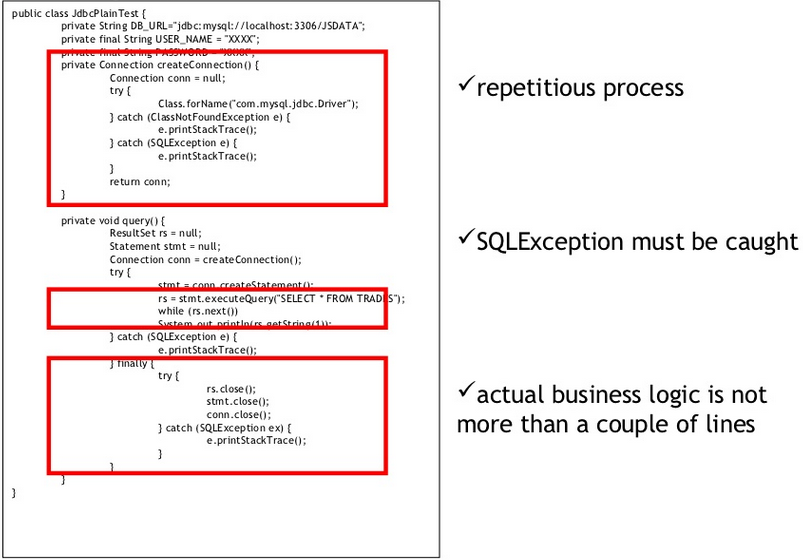 public class JdbcPlainTest {
private String DB_URL="jdbc:mysql://localhost:3306/JSDATA";
private final String USER_NAME = "XXXX";
private final String PASSWORD = "XXXX";
private Connection createConnection() {
Connection conn = null;
try {
Class.forName("com.mysql.jdbc.Driver");
} catch (ClassNotFoundException e) {
e.printStackTrace();
} catch (SQLException e) {
e.printStackTrace();
}
return conn;
}
private void query() {
ResultSet rs = null;
Statement stmt = null;
Connection conn = createConnection();
try {
stmt = conn.createStatement();
rs = stmt.executeQuery("SELECT * FROM TRADES");
while (rs.next())
System.out.println(rs.getString(1));
} catch (SQLException e) {
e.printStackTrace();
} finally {
try {
rs.close();
stmt.close();
conn.close();
} catch (SQLException ex) {
e.printStackTrace();
}
}
}
}
✓repetitious process
✓SQLException must be caught
✓actual business logic is not
more than a couple of lines